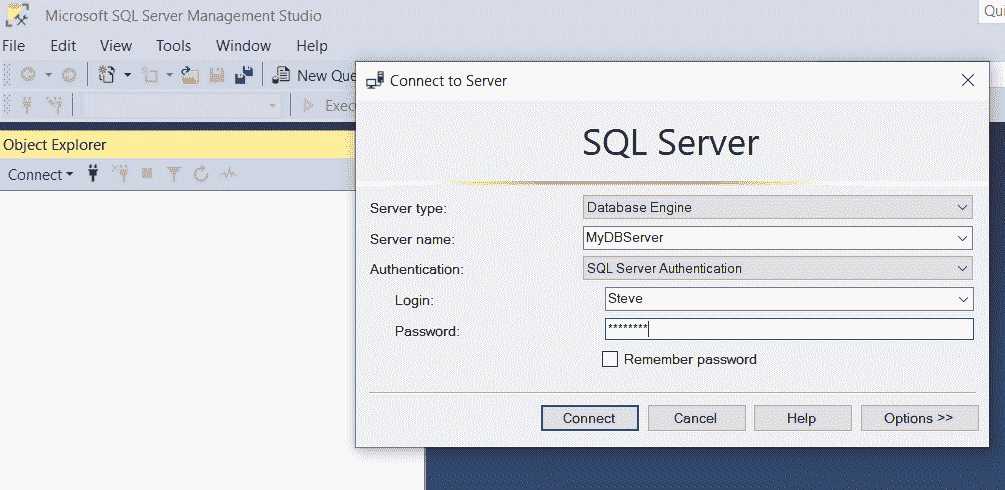 Microsoft SQL Server Management Studio
Qui
File Edit View Tools Window Help
New Que
Exec
Object Explorer
Connect
Connect to Server
SQL Server
Server type: Database Engine
Server name: MyDBServer
Authentication: SQL Server Authentication
Login: Steve
Password: ********
Remember password
Connect Cancel Help Options >>